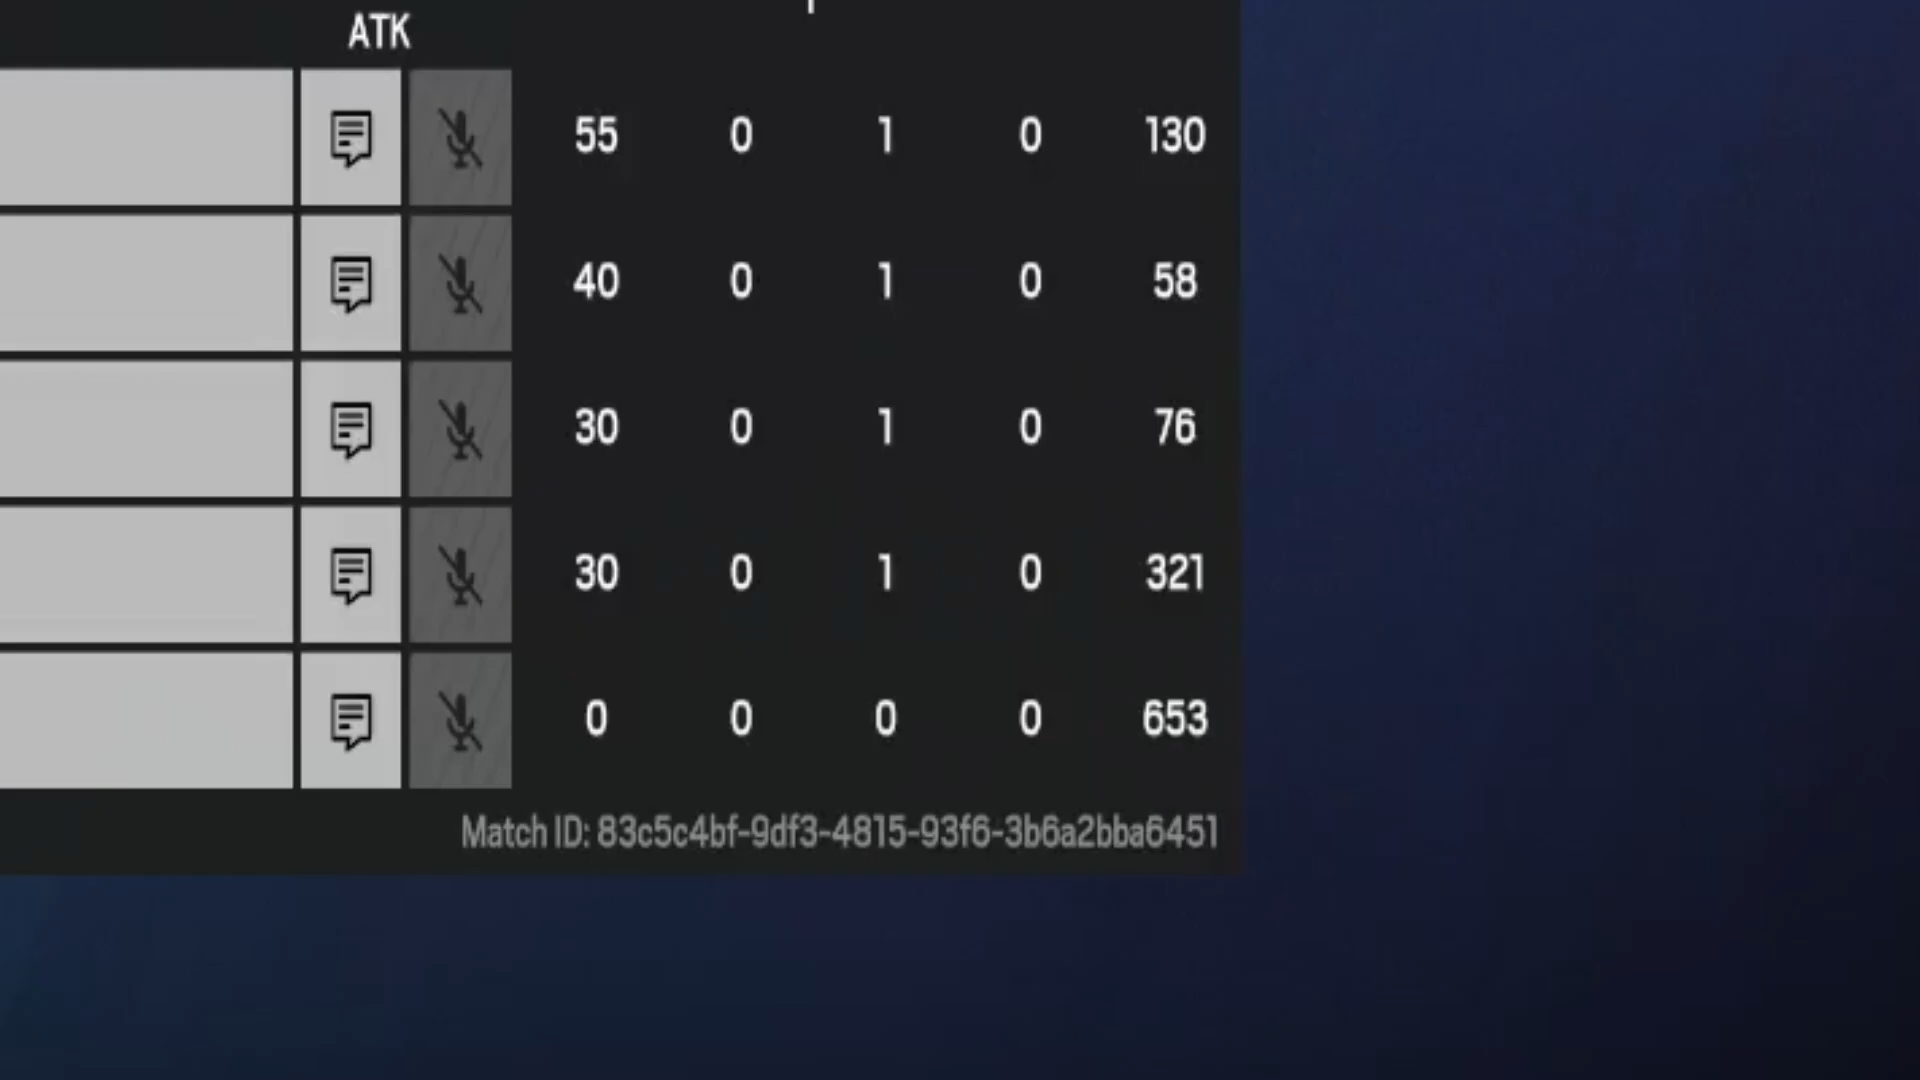 ATK
55 0 1 0 130
40 0 1 0 58
30 0 1 0 76
30 0 1 0 321
0 0 0 0 653
Match ID: 83c5c4bf-9df3-4815-93f6-3b6a2bba6451